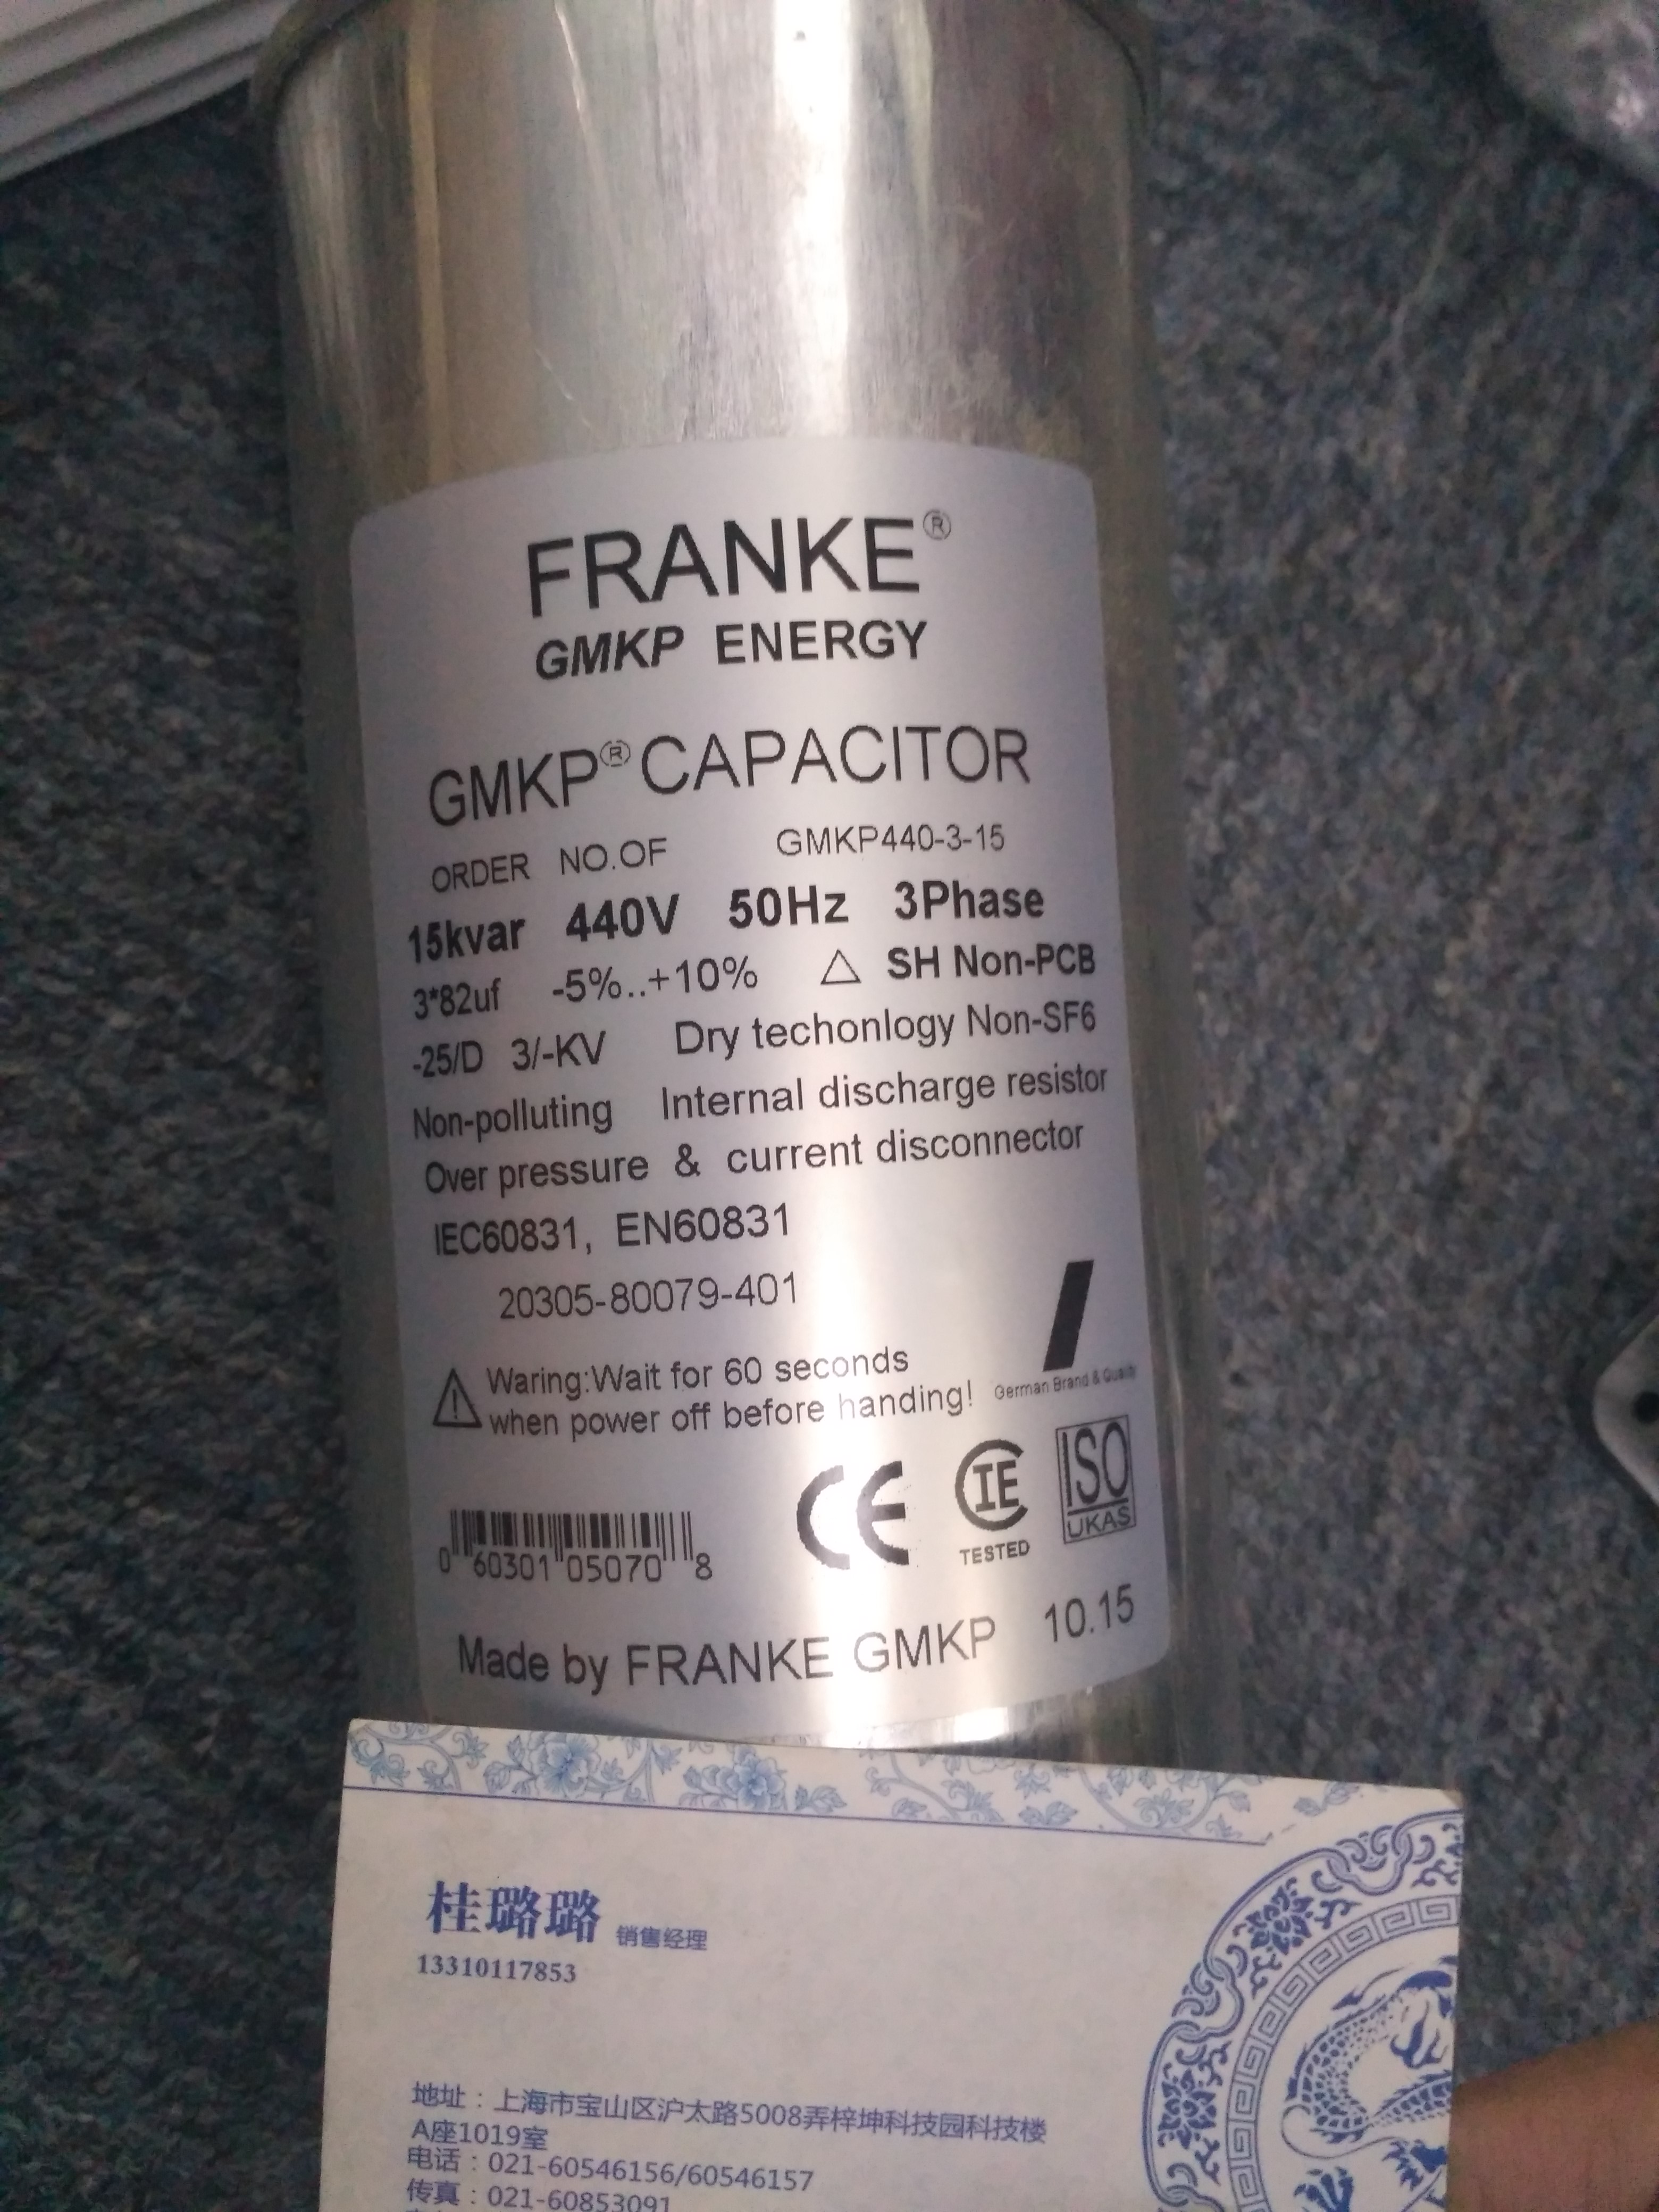 FRANKE®
GMKP ENERGY
GMKP® CAPACITOR
ORDER NO.OF GMKP440-3-15
15kvar 440V 50Hz 3Phase
3*82uf -5%..+10% △ SH Non-PCB
-25/D 3/-KV Dry techonlogy Non-SF6
Non-polluting Internal discharge resistor
Over pressure & current disconnector
IEC60831, EN60831
20305-80079-401
Waring:Wait for 60 seconds
when power off before handing!
German Brand & Quality
CE
CIE
TESTED
ISO
UKAS
0 60301 05070 8
Made by FRANKE GMKP 10.15
桂璐璐 销售经理
13310117853
地址：上海市宝山区沪太路5008弄梓坤科技园科技楼
A座1019室
电话：021-60546156/60546157
传真：021-60853091